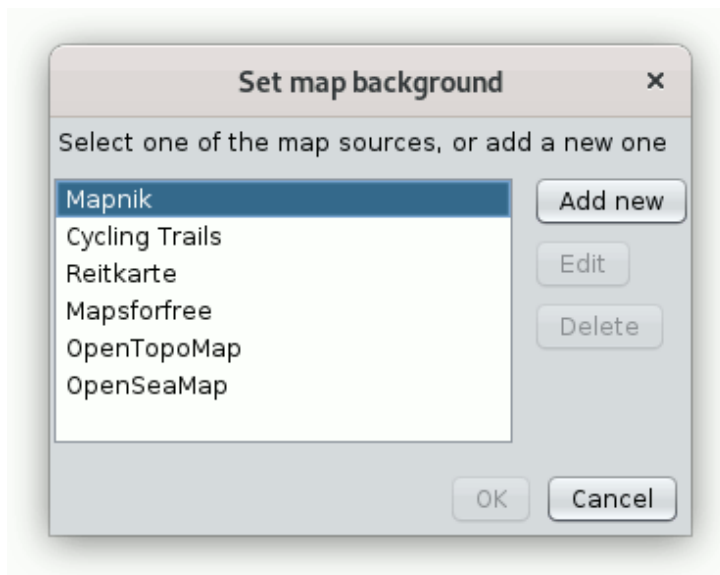 Set map background
Select one of the map sources, or add a new one
Mapnik
Cycling Trails
Reitkarte
Mapsforfree
OpenTopoMap
OpenSeaMap
Add new
Edit
Delete
OK
Cancel